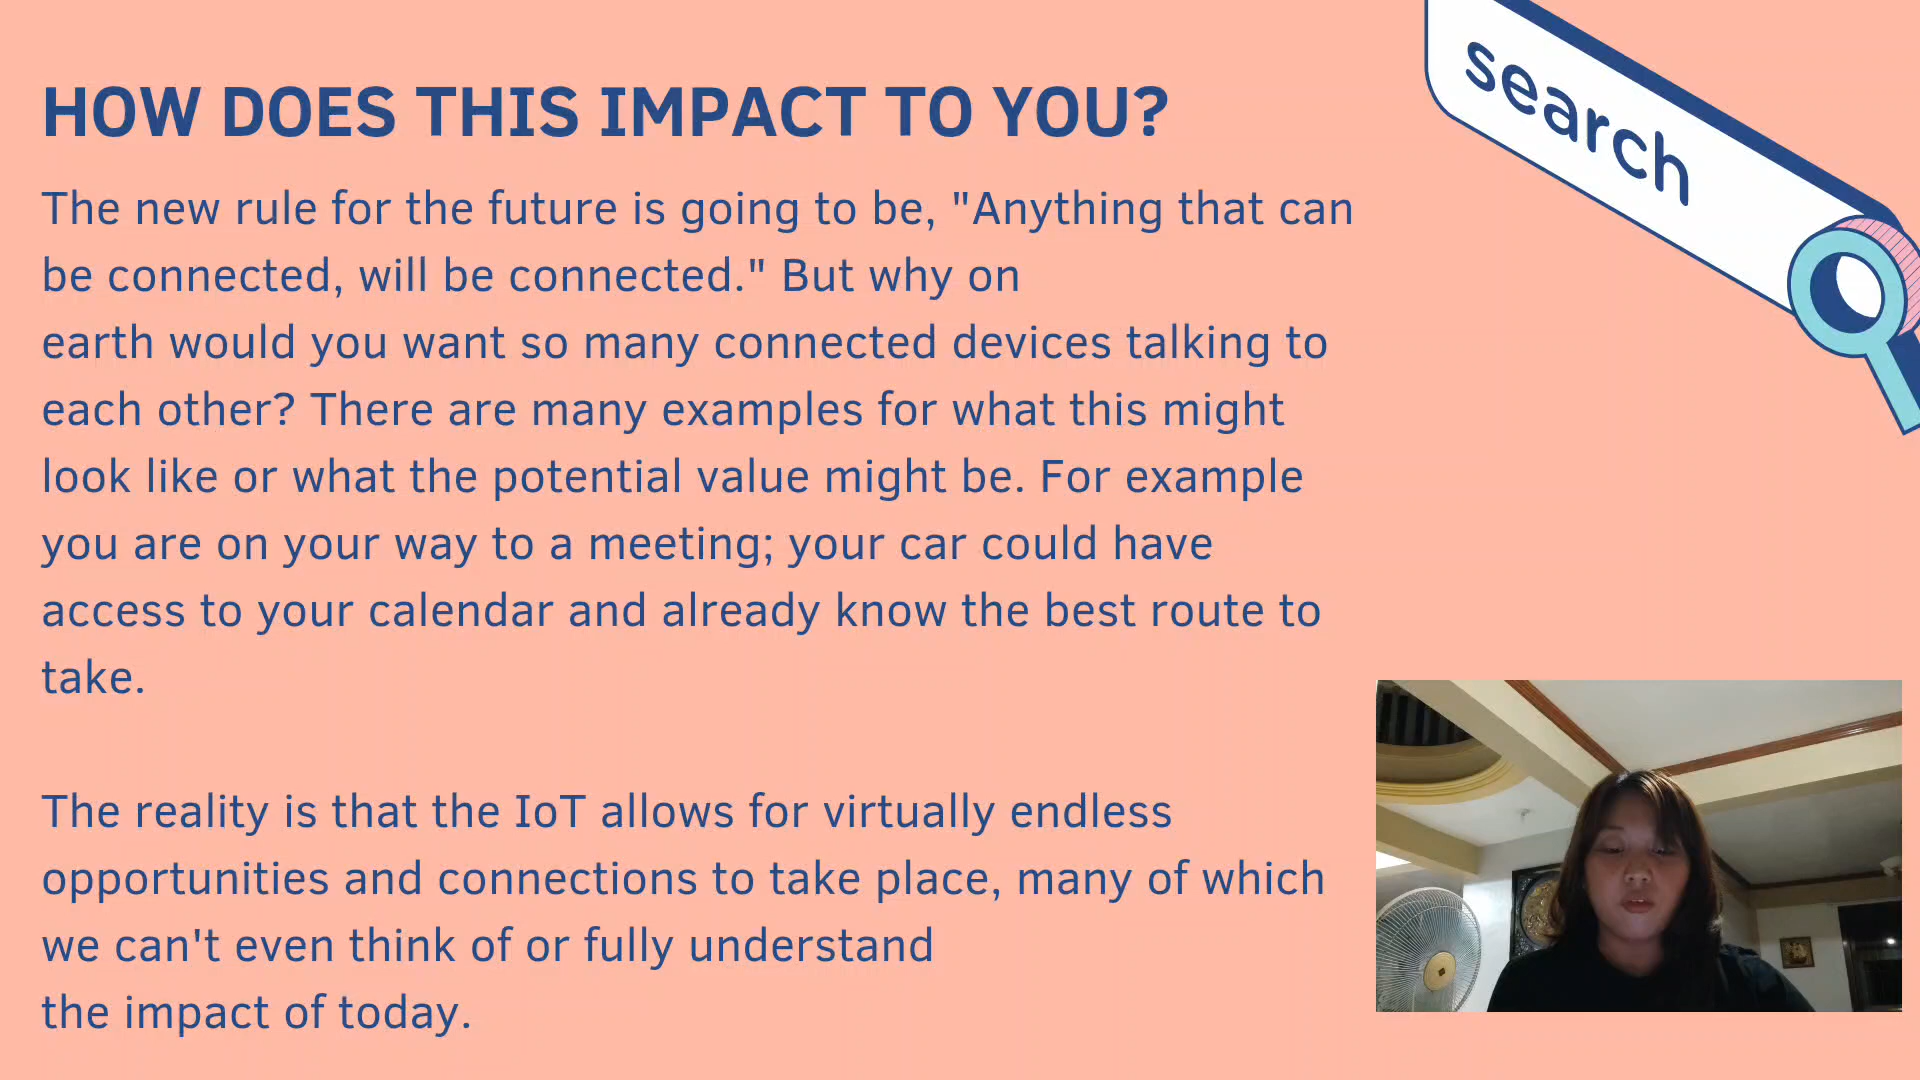 HOW DOES THIS IMPACT TO YOU?
search
The new rule for the future is going to be, "Anything that can
be connected, will be connected." But why on
earth would you want so many connected devices talking to
each other? There are many examples for what this might
look like or what the potential value might be. For example
you are on your way to a meeting; your car could have
access to your calendar and already know the best route to
take.
The reality is that the IoT allows for virtually endless
opportunities and connections to take place, many of which
we can't even think of or fully understand
the impact of today.